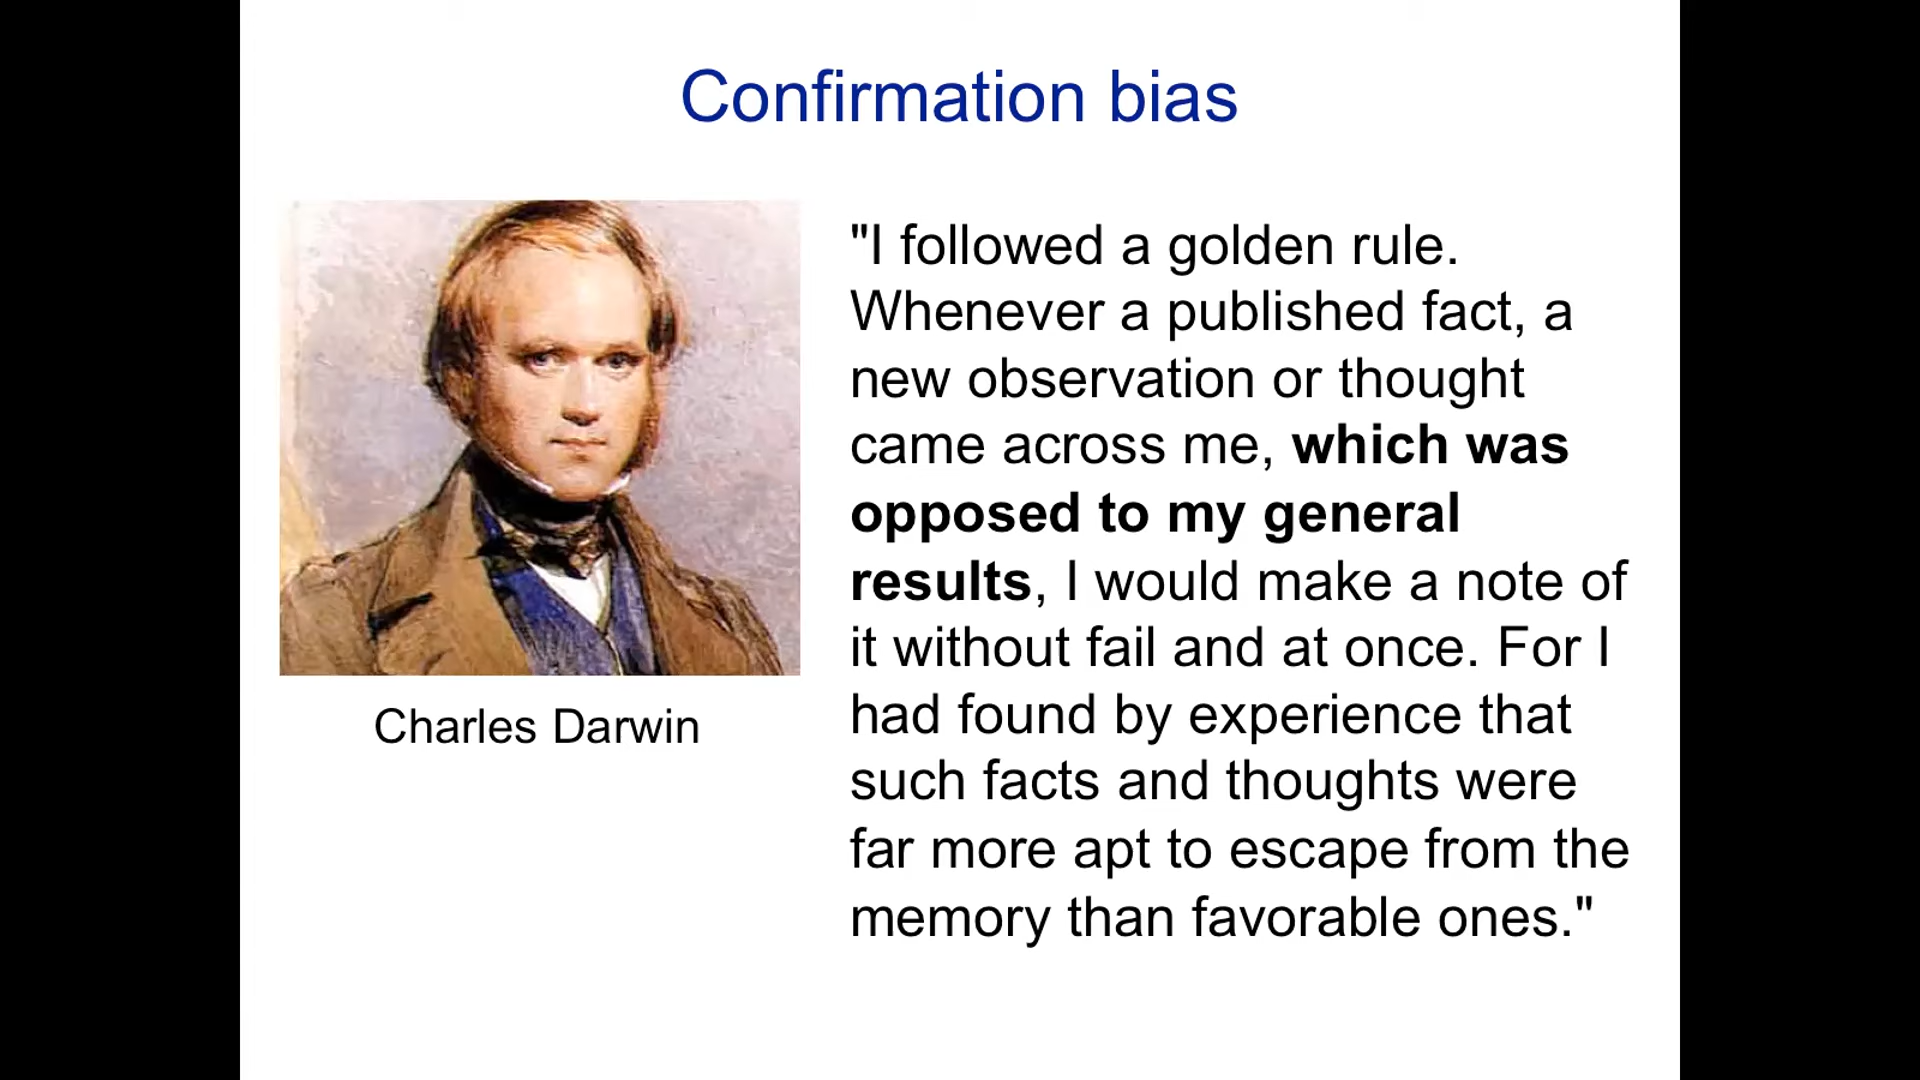 Confirmation bias
Charles Darwin
"I followed a golden rule.
Whenever a published fact, a
new observation or thought
came across me, which was
opposed to my general
results, I would make a note of
it without fail and at once. For I
had found by experience that
such facts and thoughts were
far more apt to escape from the
memory than favorable ones."